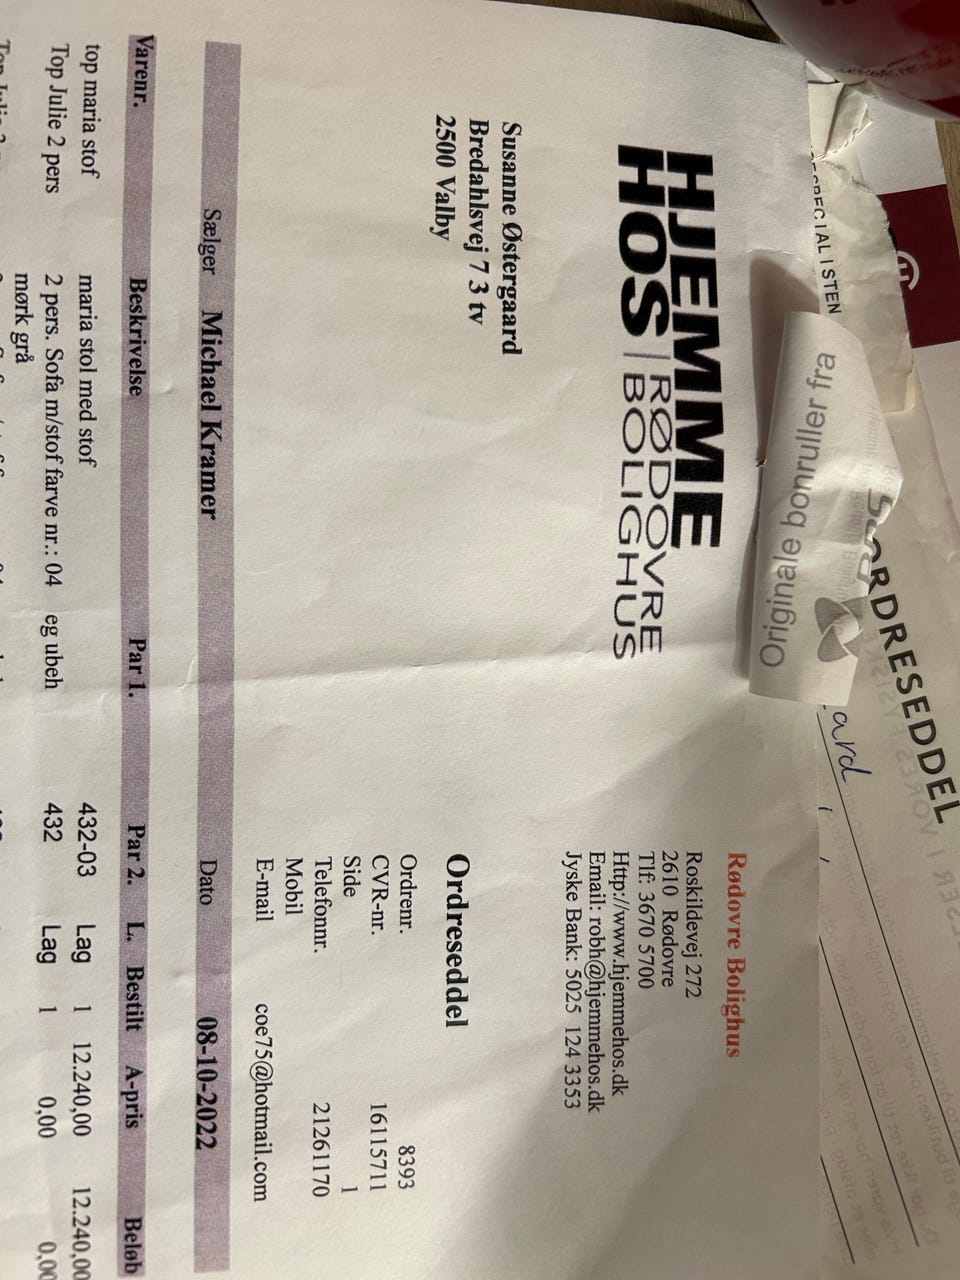 ORDRESEDDEL
ard
SPECIALISTEN
Originale bonruller fra
HJEMME
HOS | RØDOVRE
BOLIGHUS
Rødovre Bolighus
Roskildevej 272
2610 Rødovre
Tlf: 3670 5700
Http://www.hjemmehos.dk
Email: robh@hjemmehos.dk
Jyske Bank: 5025 124 3353
Susanne Østergaard
Bredahlsvej 7 3 tv
2500 Valby
Ordreseddel
Ordrenr. 8393
CVR-nr. 16115711
Side 1
Telefonnr. 21261170
Mobil
E-mail coe75@hotmail.com
Sælger Michael Kramer Dato 08-10-2022
Varenr. Beskrivelse Par 1. Par 2. L. Bestilt A-pris Beløb
top maria stof maria stol med stof 432-03 Lag 1 12.240,00 12.240,00
Top Julie 2 pers 2 pers. Sofa m/stof farve nr.: 04 eg ubeh 432 Lag 1 0,00 0,00
mørk grå